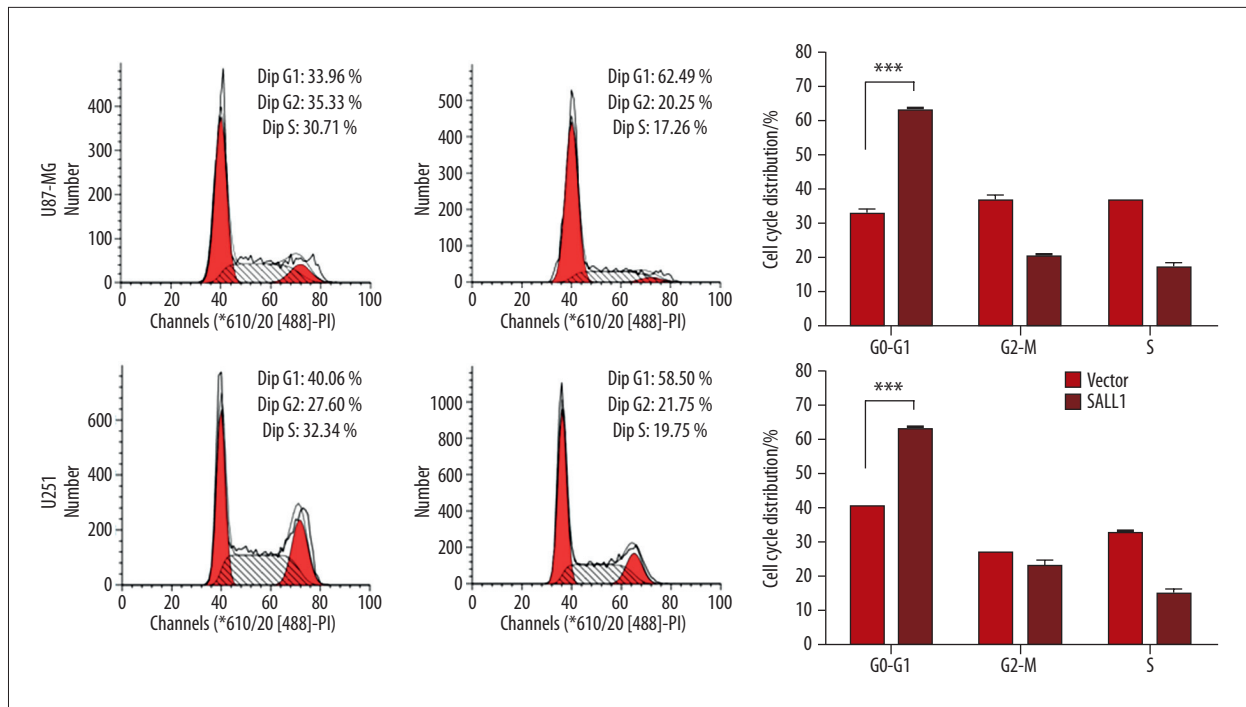 U87-MG
Number
400
300
200
100
0
0 20 40 60 80 100
Channels (*610/20 [488]-PI)
Dip G1: 33.96 %
Dip G2: 35.33 %
Dip S: 30.71 %
Number
500
400
300
200
100
0
0 20 40 60 80 100
Channels (*610/20 [488]-PI)
Dip G1: 62.49 %
Dip G2: 20.25 %
Dip S: 17.26 %
Cell cycle distribution/%
80
70
60
50
40
30
20
10
0
***
G0-G1 G2-M S
U251
Number
600
400
200
0
0 20 40 60 80 100
Channels (*610/20 [488]-PI)
Dip G1: 40.06 %
Dip G2: 27.60 %
Dip S: 32.34 %
Number
1000
800
600
400
200
0
0 20 40 60 80 100
Channels (*610/20 [488]-PI)
Dip G1: 58.50 %
Dip G2: 21.75 %
Dip S: 19.75 %
Cell cycle distribution/%
80
70
60
50
40
30
20
10
0
***
G0-G1 G2-M S
Vector
SALL1